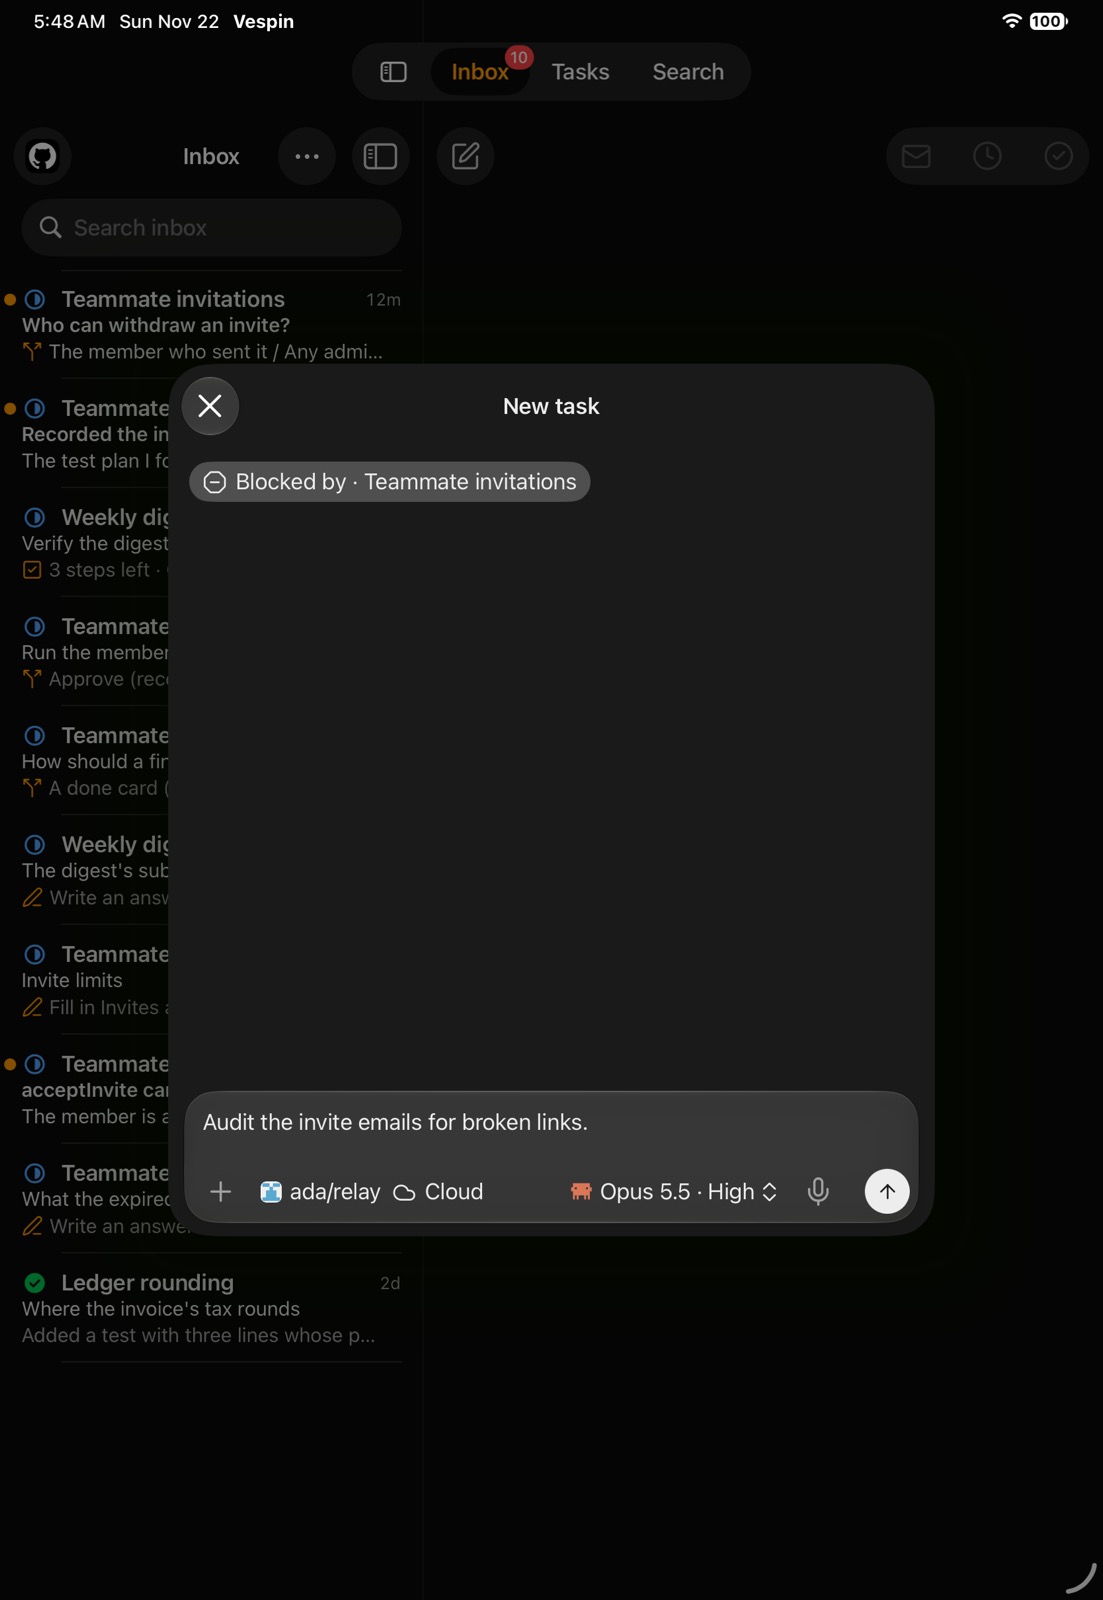 5:48 AM Sun Nov 22 Vespin
100
Inbox 10 Tasks Search
Inbox
Search inbox
Teammate invitations 12m
Who can withdraw an invite?
The member who sent it / Any admi...
Teammate
Recorded the in
The test plan I fo
Weekly dig
Verify the digest
3 steps left ·
Teammate
Run the member
Approve (reco
Teammate
How should a fin
A done card (
Weekly dig
The digest's sub
Write an answ
Teammate
Invite limits
Fill in Invites a
Teammate
acceptInvite can
The member is a
Teammate
What the expired
Write an answer.
Ledger rounding 2d
Where the invoice's tax rounds
Added a test with three lines whose p...
New task
Blocked by · Teammate invitations
Audit the invite emails for broken links.
ada/relay Cloud Opus 5.5 · High